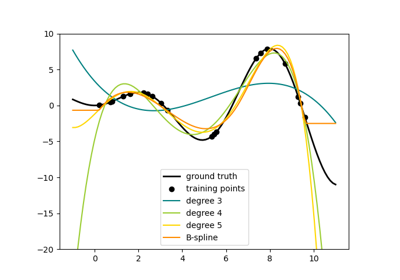 10
5
0
−5
−10
−15
−20
ground truth
training points
degree 3
degree 4
degree 5
B-spline
0 2 4 6 8 10